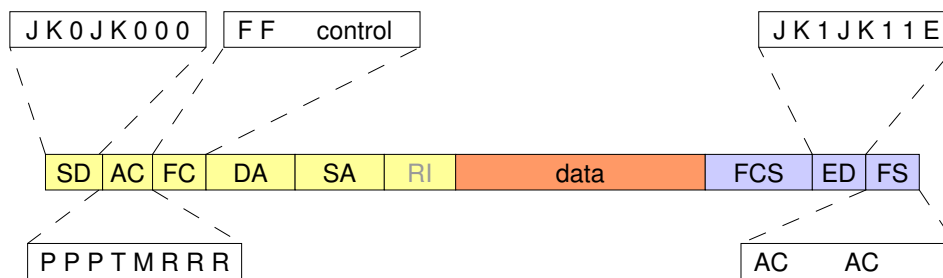 J K 0 J K 0 0 0 F F control J K 1 J K 1 1 E
SD AC FC DA SA RI data FCS ED FS
P P P T M R R R AC AC